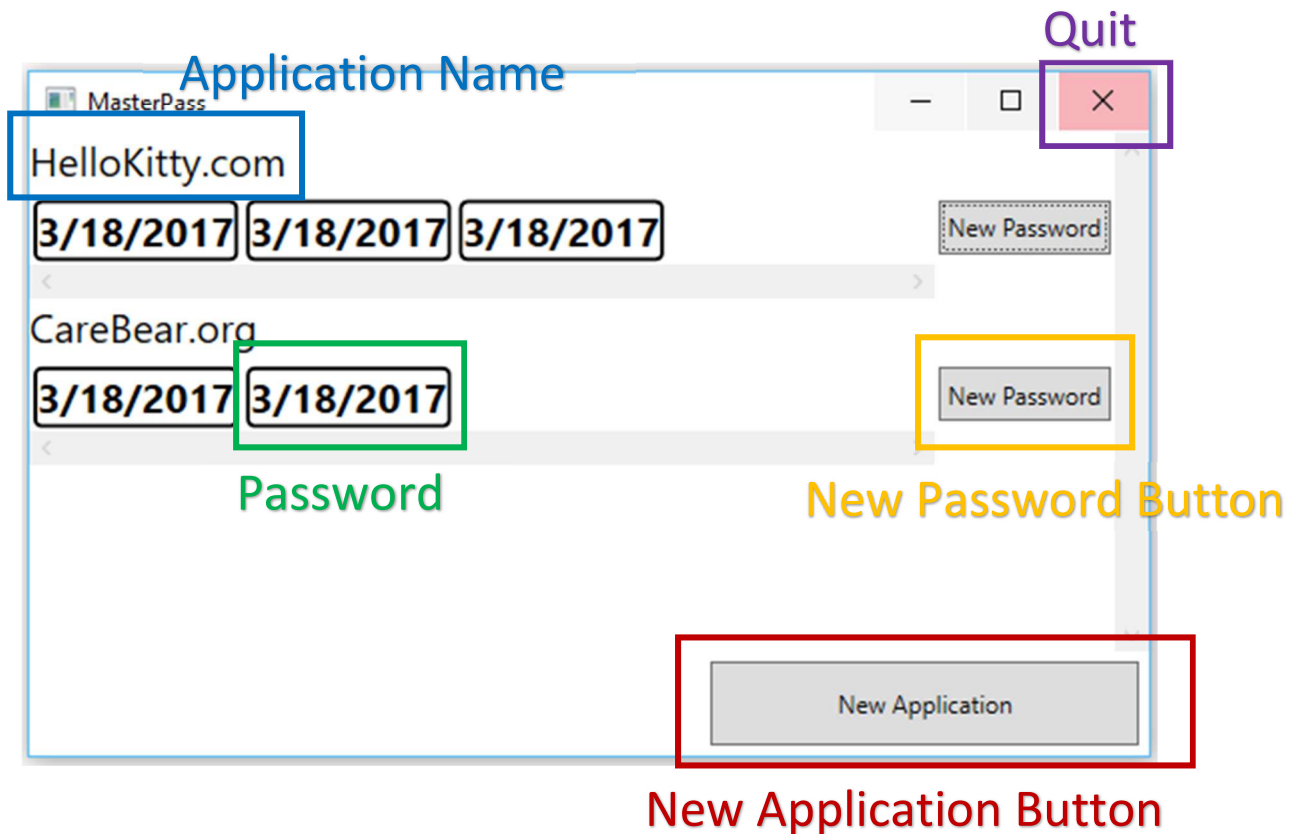 Quit
Application Name
MasterPass
HelloKitty.com
3/18/2017 3/18/2017 3/18/2017 New Password
CareBear.org
3/18/2017 3/18/2017 New Password
Password
New Password Button
New Application
New Application Button